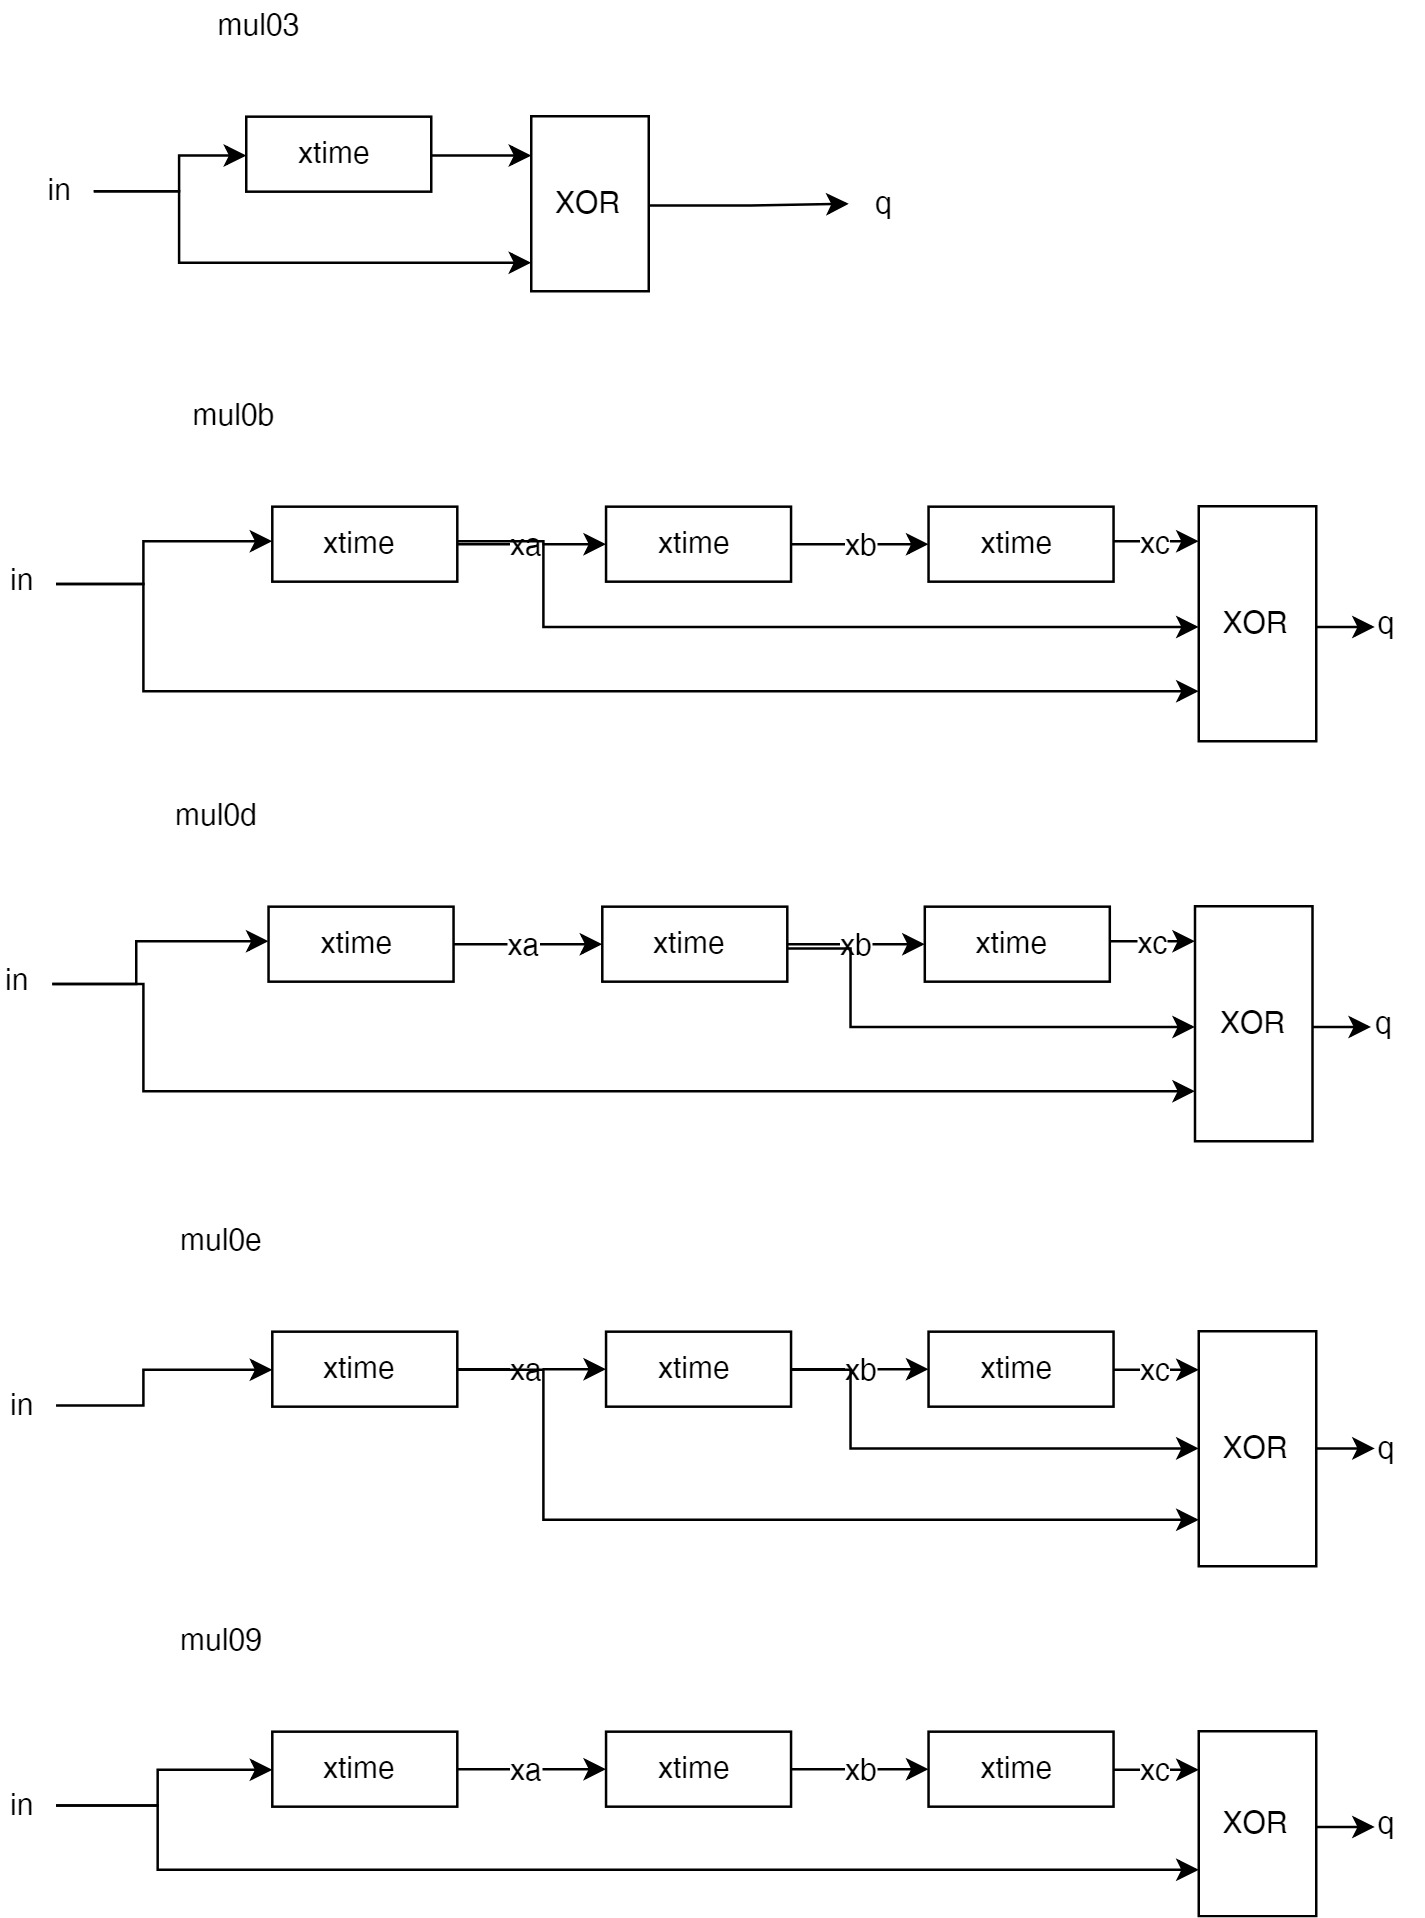 mul03
xtime
in
XOR
q
mul0b
xtime
xa
xtime
xb
xtime
xc
in
XOR
q
mul0d
xtime
xa
xtime
xb
xtime
xc
in
XOR
q
mul0e
xtime
xa
xtime
xb
xtime
xc
in
XOR
q
mul09
xtime
xa
xtime
xb
xtime
xc
in
XOR
q